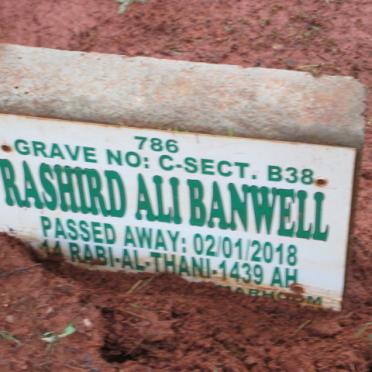 786
GRAVE NO: C-SECT. B38
RASHIRD ALI BANWELL
PASSED AWAY: 02/01/2018
14 RABI-AL-THANI-1439 AH